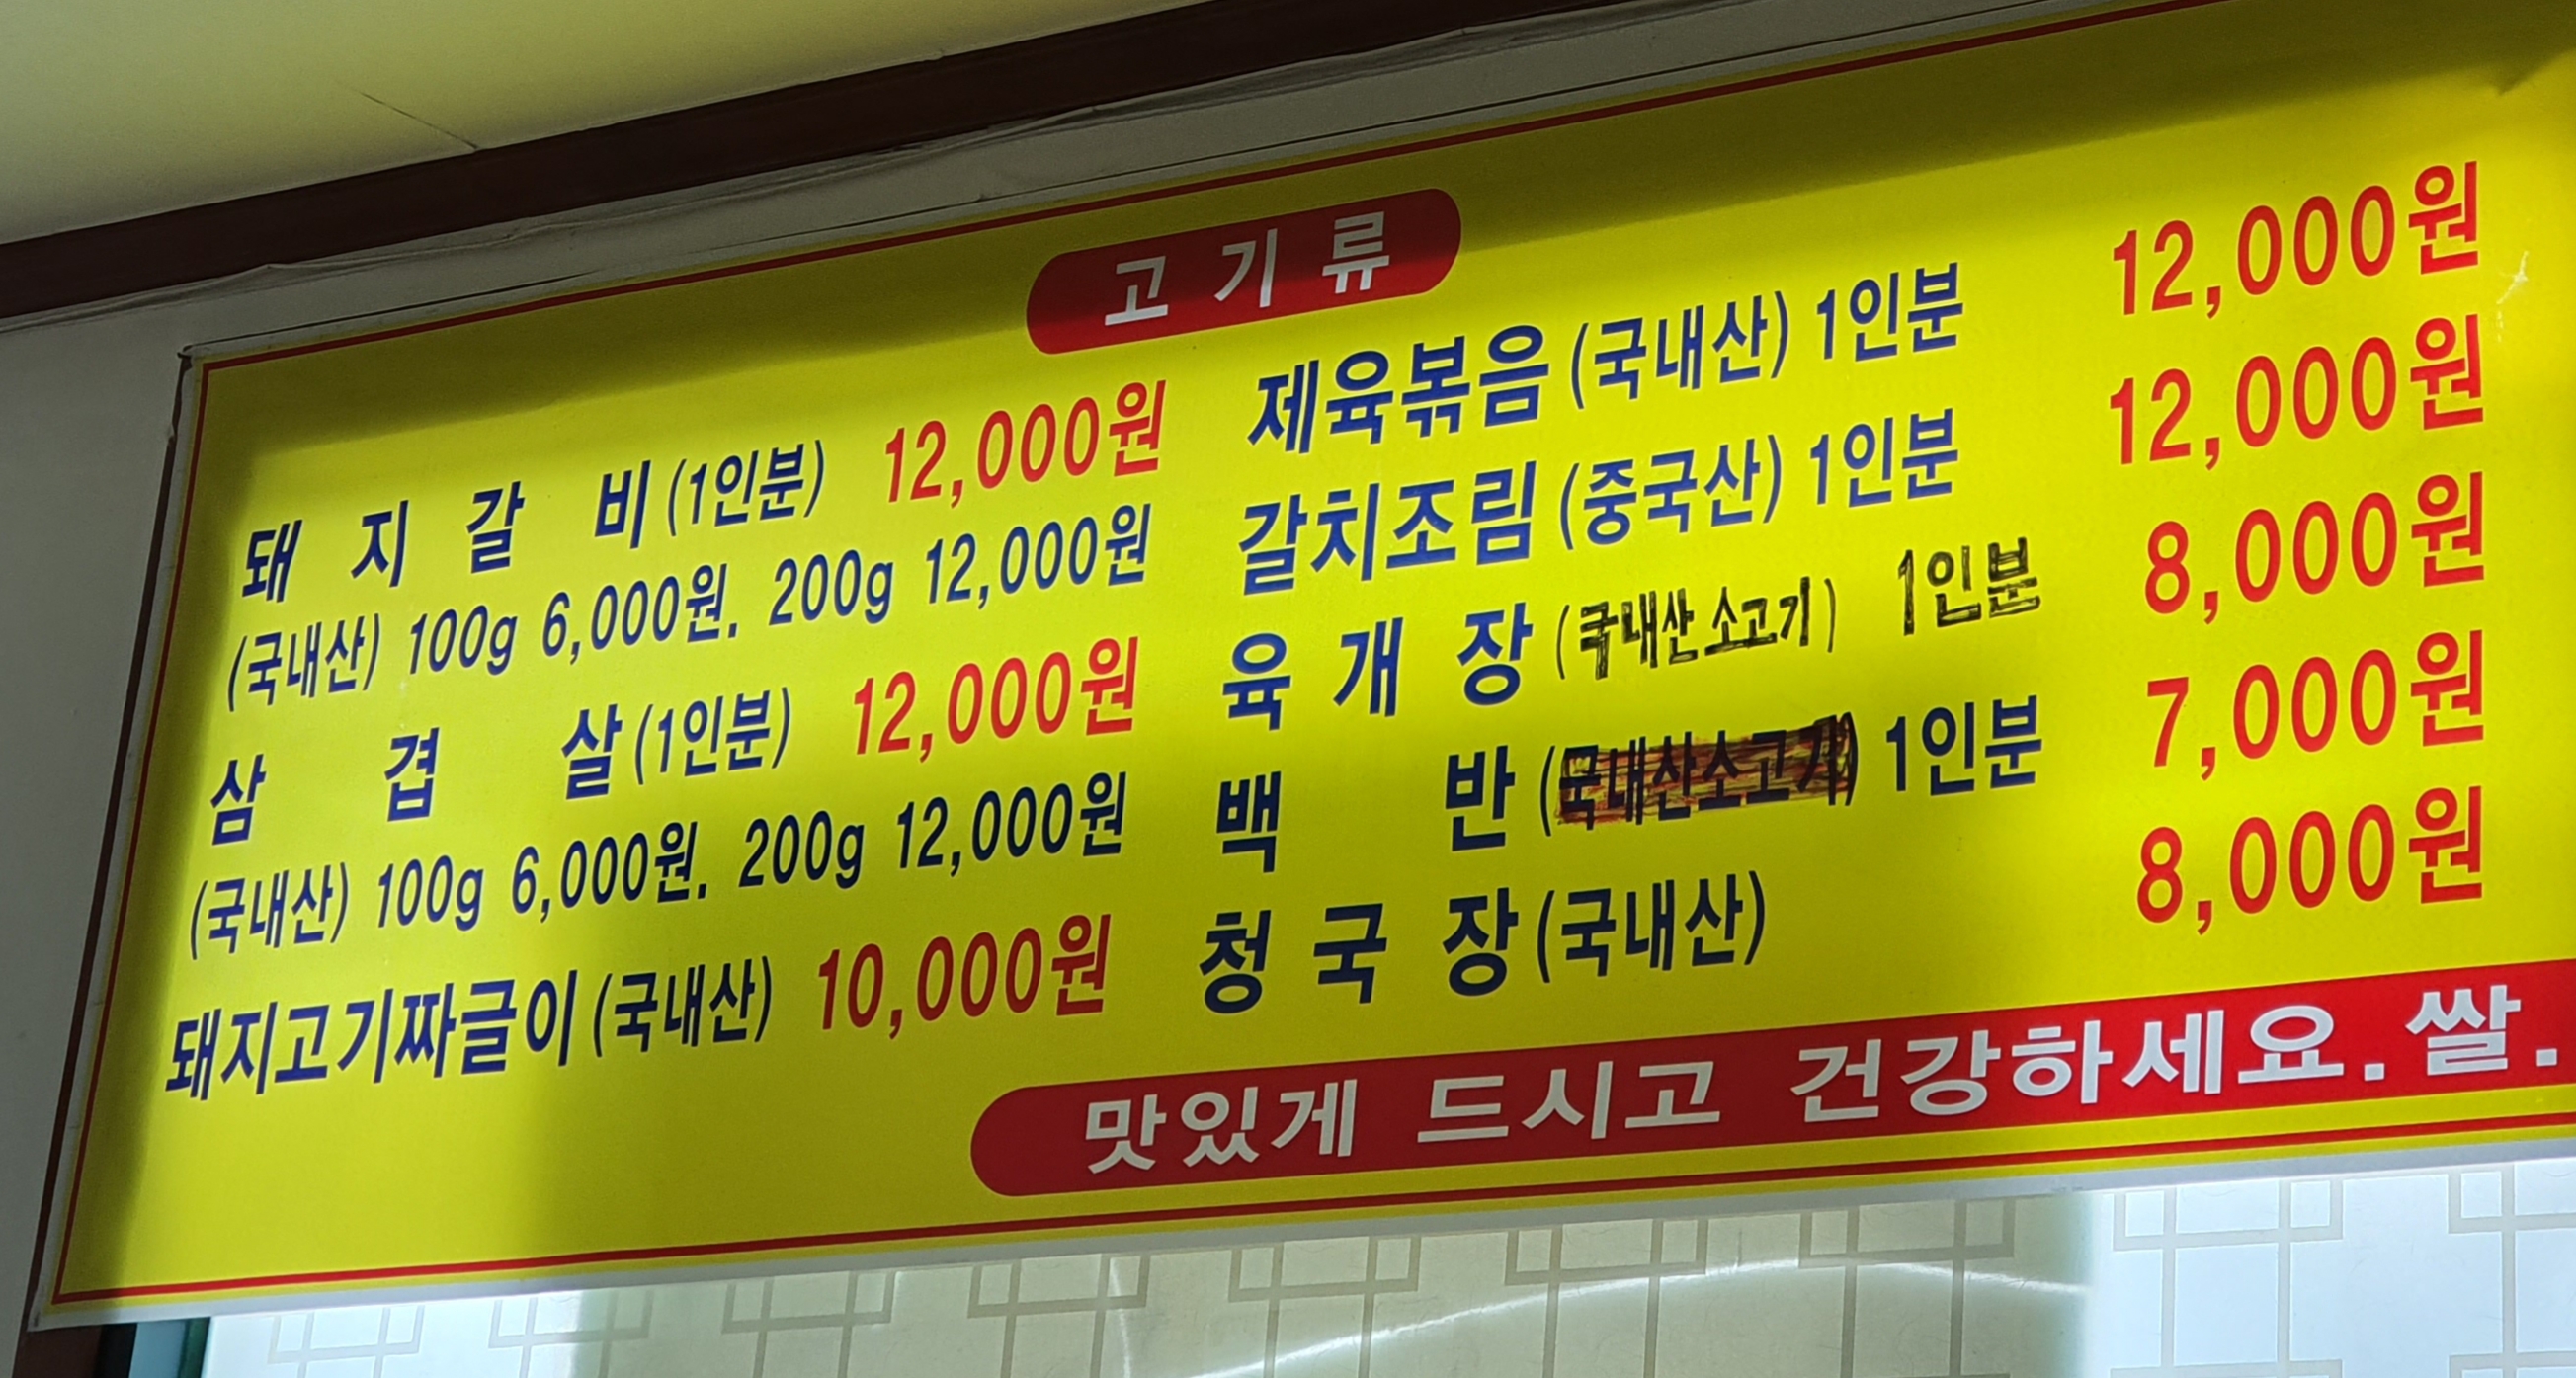 고기류
돼지갈비 (1인분) 12,000원
(국내산) 100g 6,000원. 200g 12,000원
삼겹살 (1인분) 12,000원
(국내산) 100g 6,000원. 200g 12,000원
돼지고기짜글이 (국내산) 10,000원
제육볶음 (국내산) 1인분 12,000원
갈치조림 (중국산) 1인분 12,000원
육개장 (국내산 소고기) 1인분 8,000원
백반 (국내산소고기) 1인분 7,000원
청국장 (국내산) 8,000원
맛있게 드시고 건강하세요. 쌀.